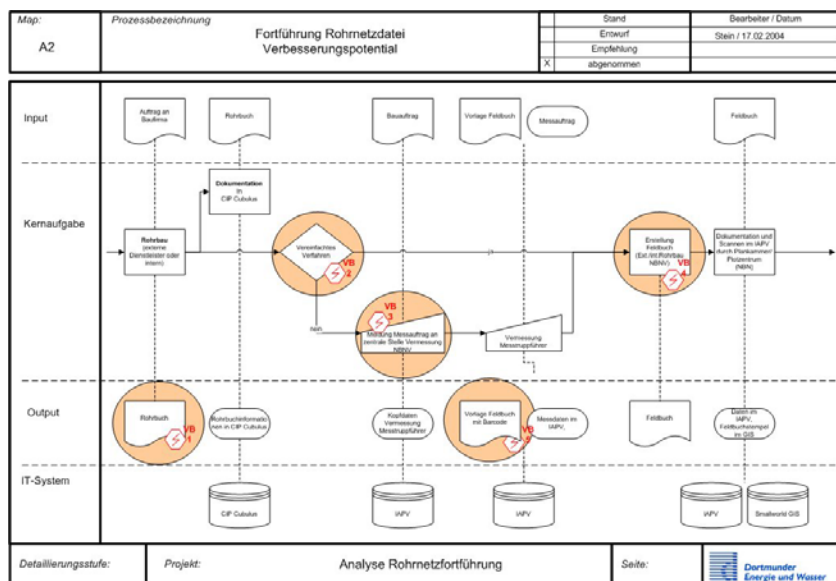 Map:
A2
Prozessbezeichnung
Fortführung Rohrnetzdatei
Verbesserungspotential
Stand
Bearbeiter / Datum
Entwurf
Stein / 17.02.2004
Empfehlung
X
abgenommen
Input
Auftrag an
Baufirma
Rohrbuch
Bauauftrag
Vorlage Feldbuch
Messauftrag
Feldbuch
Kernaufgabe
Dokumentation
in
CIP Cubulus
Rohrbau
(externe
Dienstleister oder
intern)
Vereinfachtes
Verfahren
VB
2
ja
nein
VB
3
Meldung Messauftrag an
zentrale Stelle Vermessung
NBNV
Vermessung
Messtruppführer
Erstellung
Feldbuch
(Ext./Int.Rohrbau
NBNV)
VB
4
Dokumentation und
Scannen im IAPV
durch Plankammer/
Plotzentrum
(NBN)
Output
Rohrbuch
VB
1
Rohrbuchinformatio
nen in CIP Cubulus
Kopfdaten
Vermessung
Messtruppführer
Vorlage Feldbuch
mit Barcode
VB
5
Messdaten im
IAPV,
Feldbuch
Daten im
IAPV,
Feldbuchstempel
im GIS
IT-System
CIP Cubulus
IAPV
IAPV
IAPV
Smallworld GIS
Detaillierungsstufe:
Projekt:
Analyse Rohrnetzfortführung
Seite:
Dortmunder
Energie und Wasser